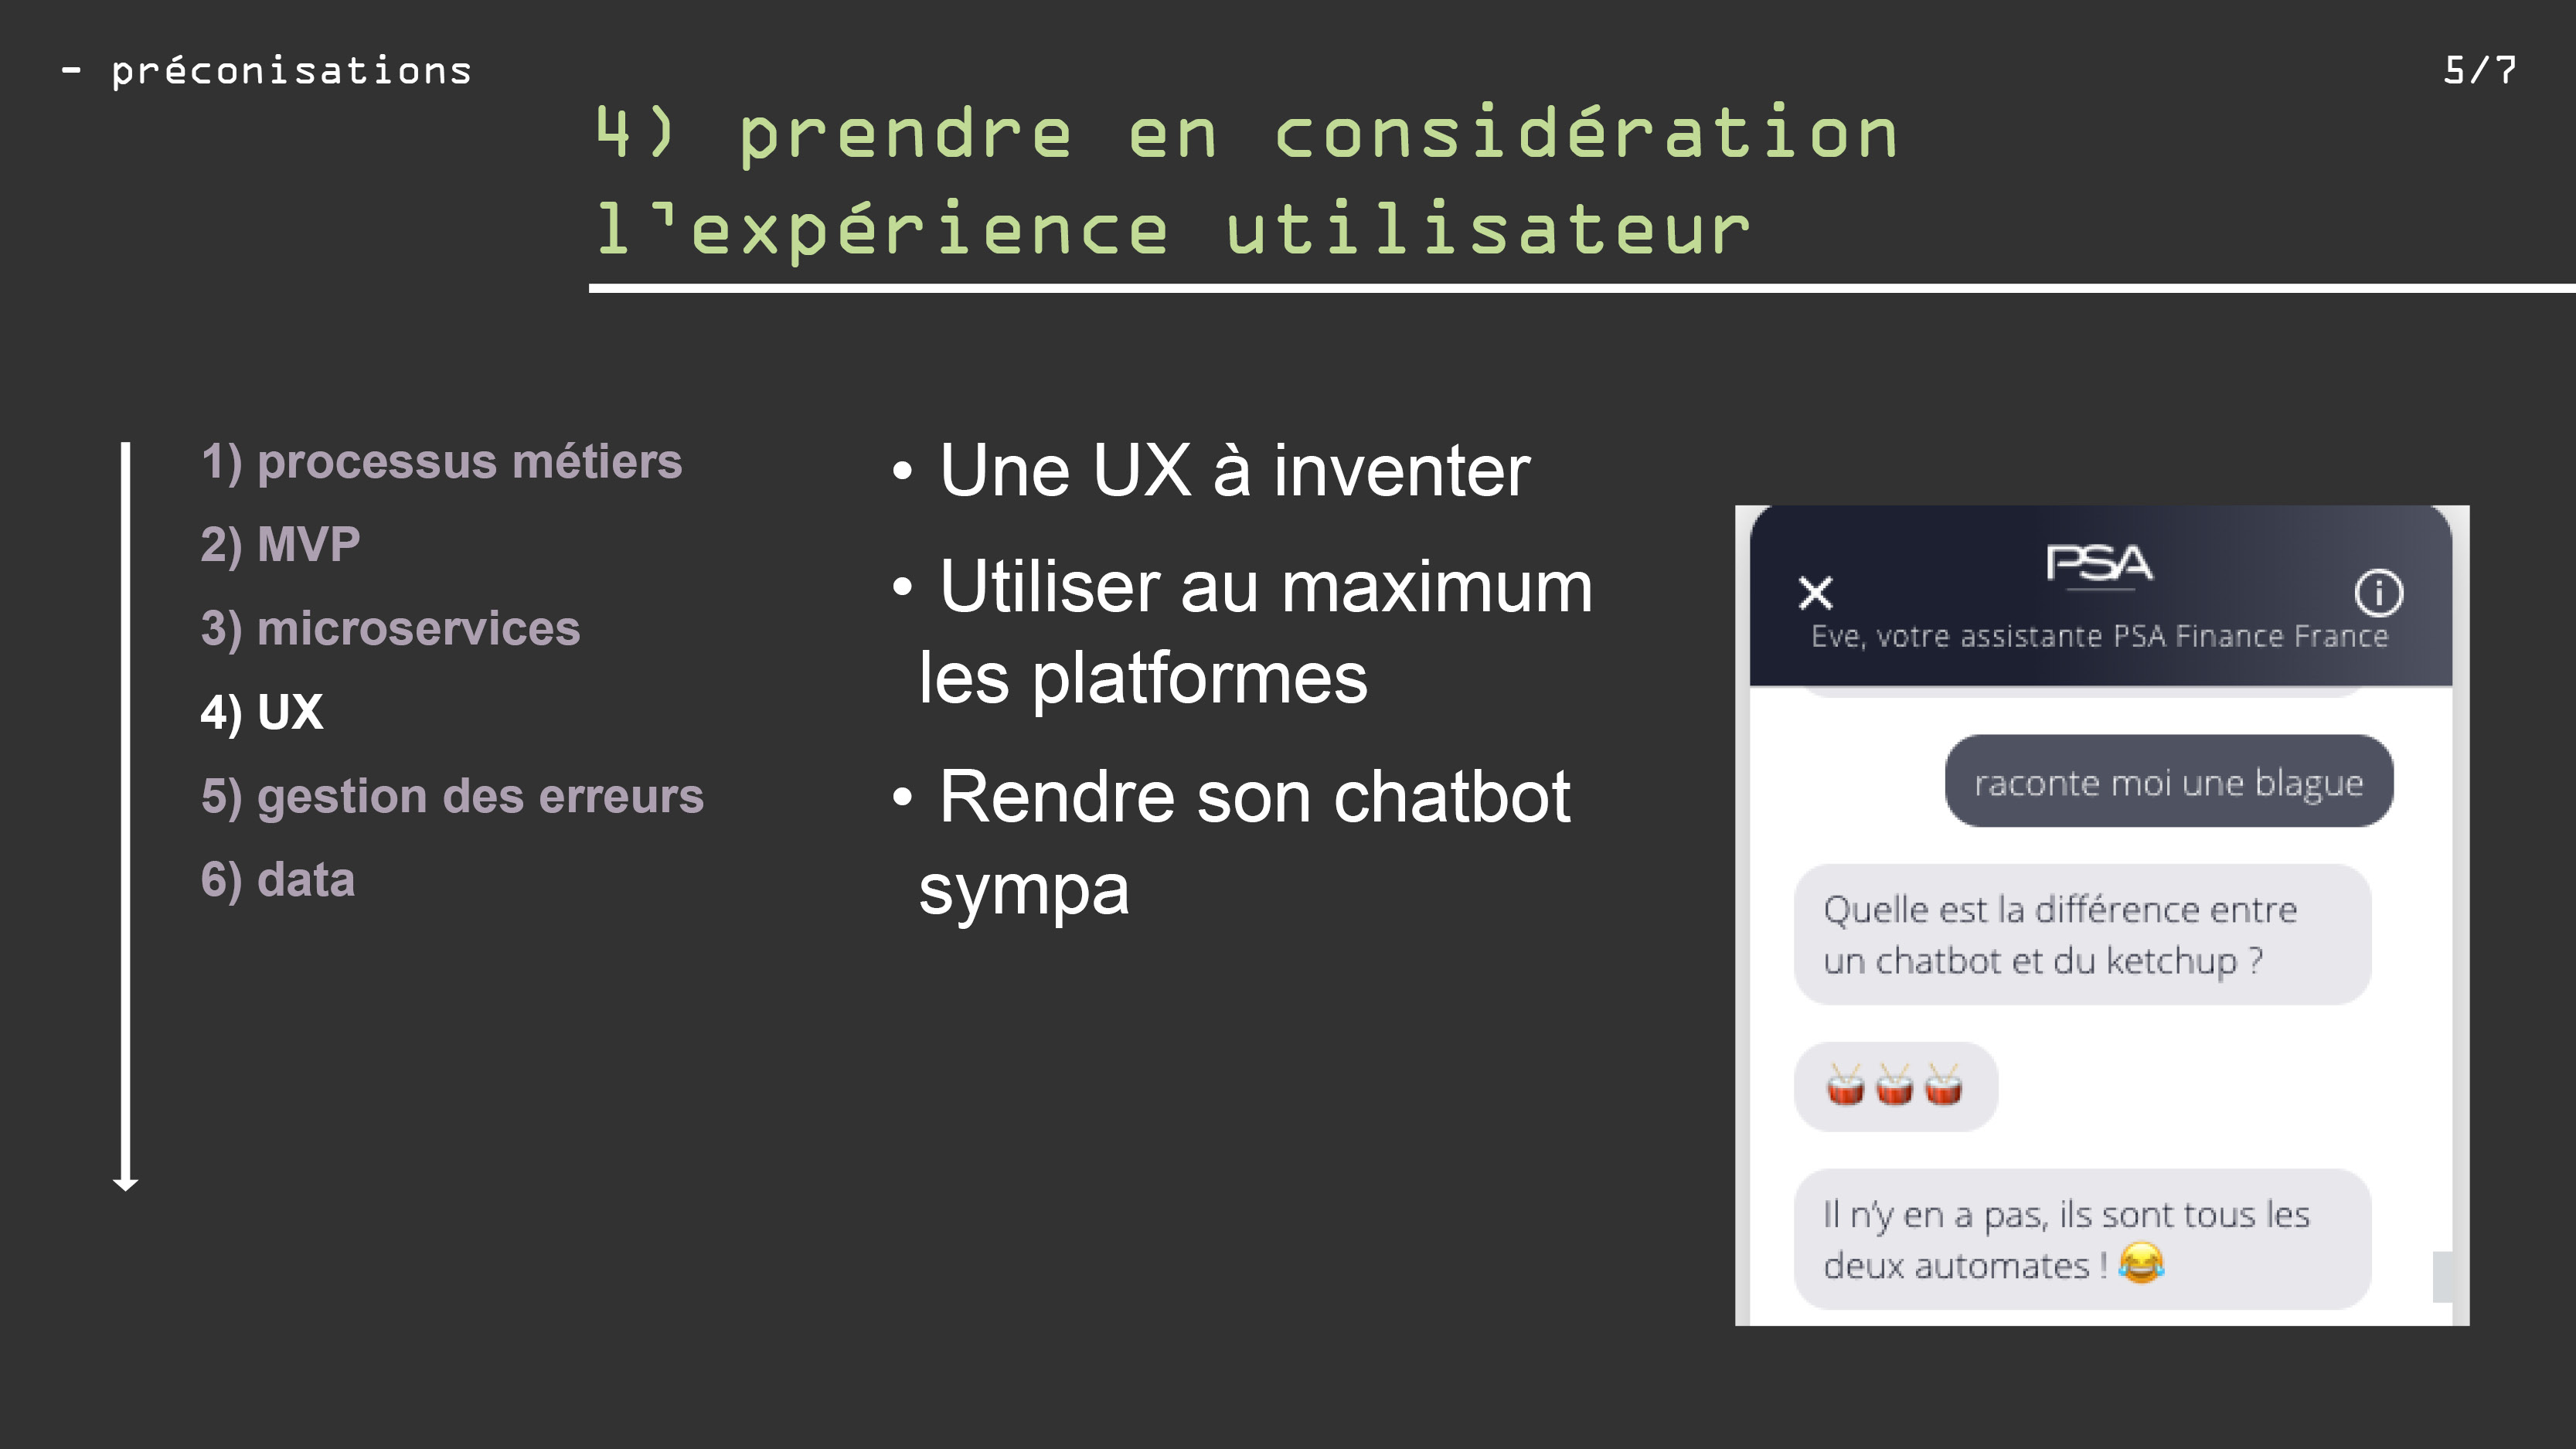 - préconisations
5/7
4) prendre en considération
l'expérience utilisateur
1) processus métiers
2) MVP
3) microservices
4) UX
5) gestion des erreurs
6) data
• Une UX à inventer
• Utiliser au maximum
les platformes
• Rendre son chatbot
sympa
PSA
Eve, votre assistante PSA Finance France
raconte moi une blague
Quelle est la différence entre
un chatbot et du ketchup ?
🥁🥁🥁
Il n'y en a pas, ils sont tous les
deux automates ! 😂